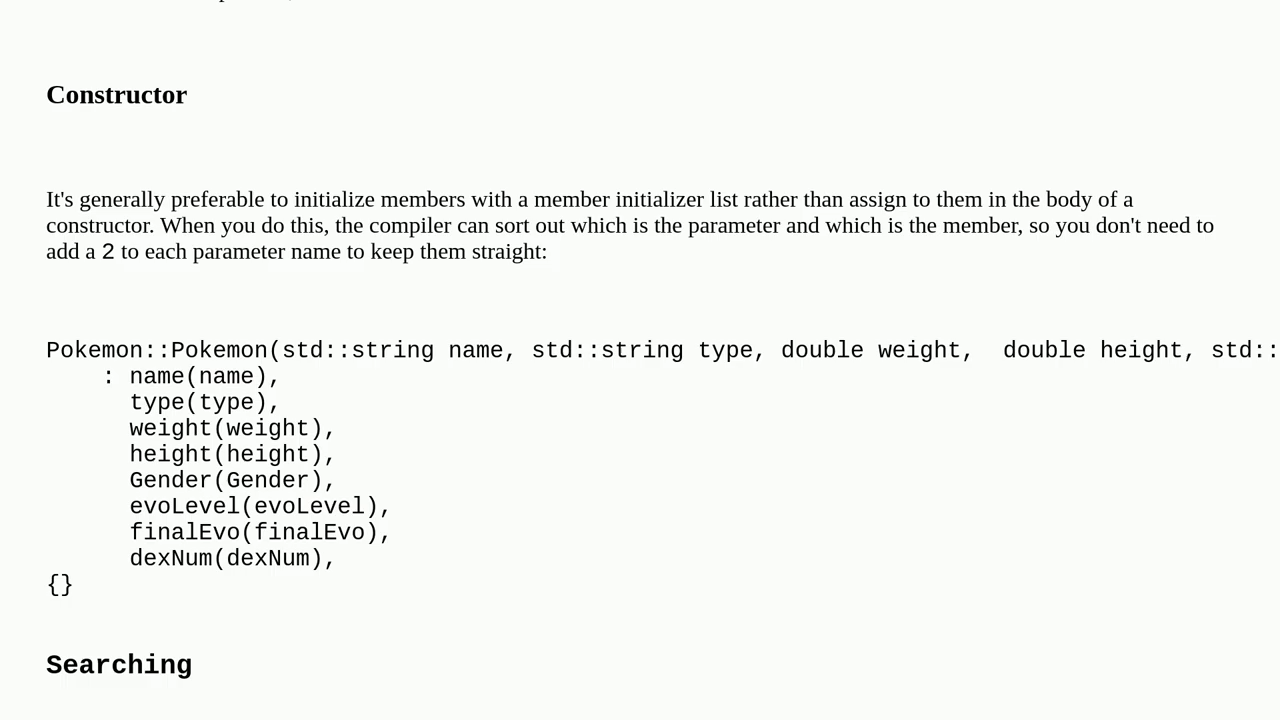 Constructor
It's generally preferable to initialize members with a member initializer list rather than assign to them in the body of a
constructor. When you do this, the compiler can sort out which is the parameter and which is the member, so you don't need to
add a 2 to each parameter name to keep them straight:
Pokemon::Pokemon(std::string name, std::string type, double weight,  double height, std::
    : name(name),
      type(type),
      weight(weight),
      height(height),
      Gender(Gender),
      evoLevel(evoLevel),
      finalEvo(finalEvo),
      dexNum(dexNum),
{}
Searching